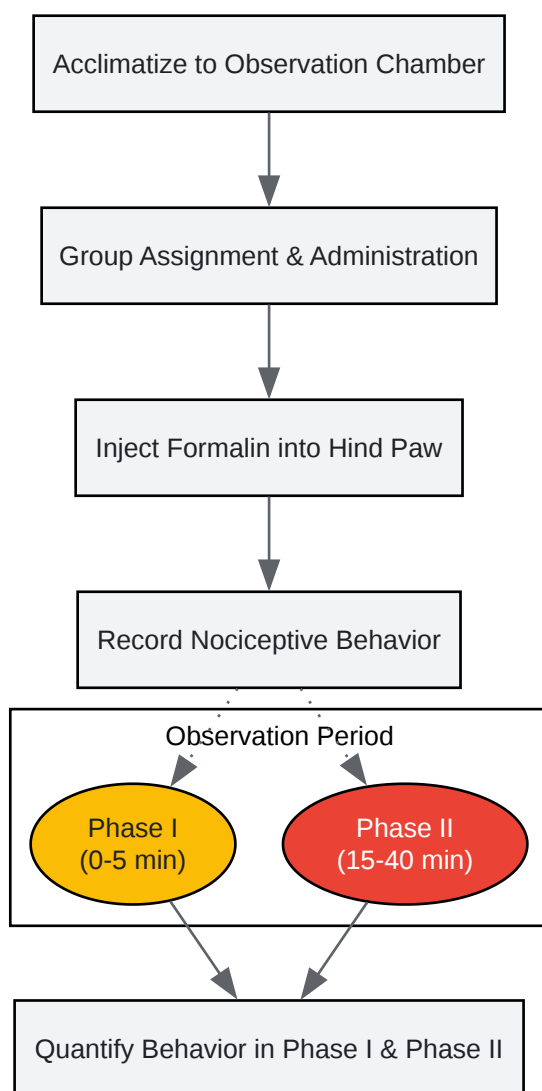 Acclimatize to Observation Chamber
Group Assignment & Administration
Inject Formalin into Hind Paw
Record Nociceptive Behavior
Observation Period
Phase I
(0-5 min)
Phase II
(15-40 min)
Quantify Behavior in Phase I & Phase II